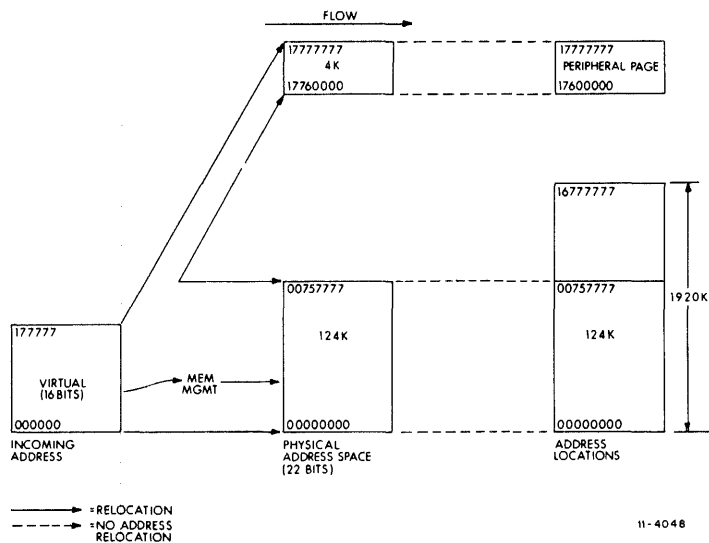 FLOW
17777777
4K
17760000
17777777
PERIPHERAL PAGE
17600000
16777777
1920K
00757777
124K
00000000
00757777
124K
00000000
177777
VIRTUAL
(16 BITS)
000000
MEM
MGMT
INCOMING
ADDRESS
PHYSICAL
ADDRESS SPACE
(22 BITS)
ADDRESS
LOCATIONS
=RELOCATION
=NO ADDRESS
RELOCATION
11-4048